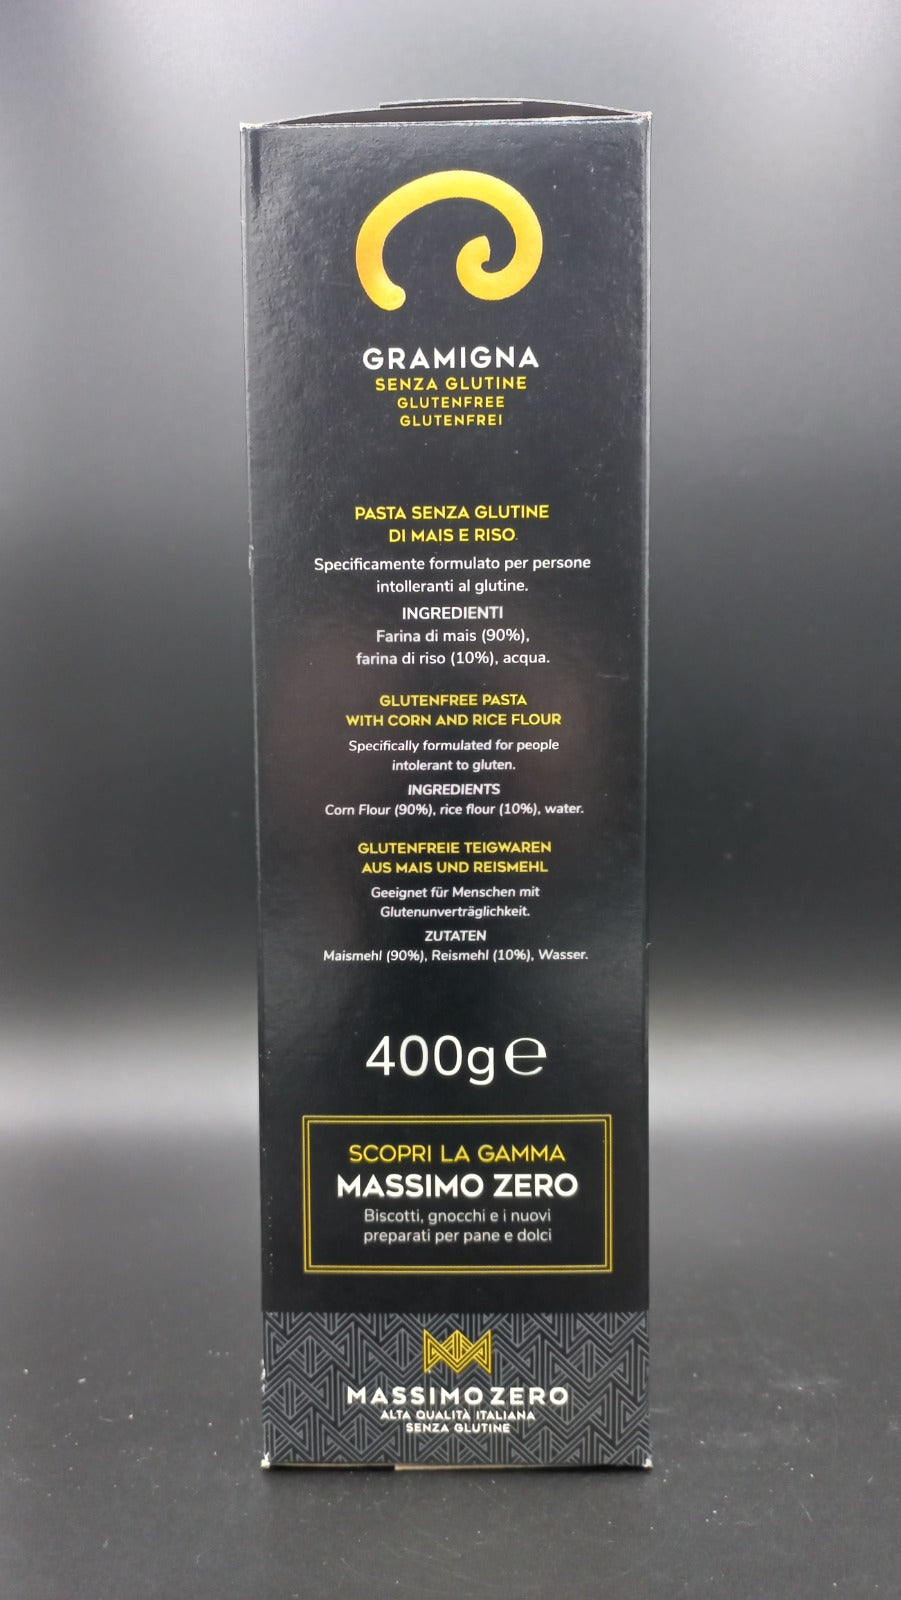 GRAMIGNA
SENZA GLUTINE
GLUTENFREE
GLUTENFREI
PASTA SENZA GLUTINE
DI MAIS E RISO
Specificamente formulato per persone
intolleranti al glutine.
INGREDIENTI
Farina di mais (90%),
farina di riso (10%), acqua.
GLUTENFREE PASTA
WITH CORN AND RICE FLOUR
Specifically formulated for people
intolerant to gluten.
INGREDIENTS
Corn Flour (90%), rice flour (10%), water.
GLUTENFREIE TEIGWAREN
AUS MAIS UND REISMEHL
Geeignet für Menschen mit
Glutenunverträglichkeit.
ZUTATEN
Maismehl (90%), Reismehl (10%), Wasser.
400g ℮
SCOPRI LA GAMMA
MASSIMO ZERO
Biscotti, gnocchi e i nuovi
preparati per pane e dolci
MASSIMO ZERO
ALTA QUALITÀ ITALIANA
SENZA GLUTINE